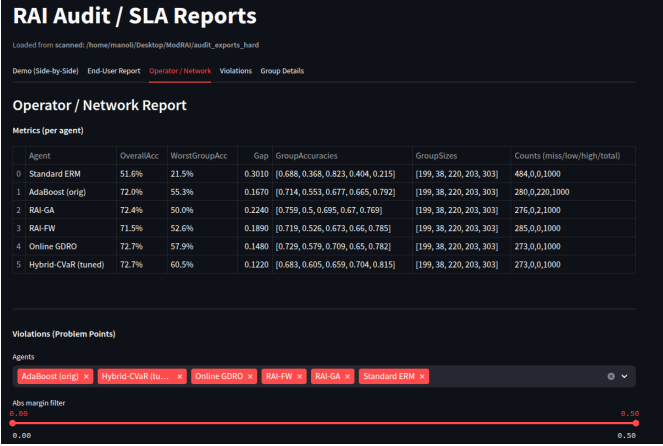 RAI Audit / SLA Reports
Loaded from scanned: /home/manoli/Desktop/ModRAI/audit_exports_hard
Demo (Side-by-Side) End-User Report Operator / Network Violations Group Details
Operator / Network Report
Metrics (per agent)
Agent OverallAcc WorstGroupAcc Gap GroupAccuracies GroupSizes Counts (miss/low/high/total)
0 Standard ERM 51.6% 21.5% 0.3010 [0.688, 0.368, 0.823, 0.404, 0.215] [199, 38, 220, 203, 303] 484,0,0,1000
1 AdaBoost (orig) 72.0% 55.3% 0.1670 [0.714, 0.553, 0.677, 0.665, 0.792] [199, 38, 220, 203, 303] 280,0,220,1000
2 RAI-GA 72.4% 50.0% 0.2240 [0.759, 0.5, 0.695, 0.67, 0.769] [199, 38, 220, 203, 303] 276,0,2,1000
3 RAI-FW 71.5% 52.6% 0.1890 [0.719, 0.526, 0.673, 0.66, 0.785] [199, 38, 220, 203, 303] 285,0,0,1000
4 Online GDRO 72.7% 57.9% 0.1480 [0.729, 0.579, 0.709, 0.65, 0.782] [199, 38, 220, 203, 303] 273,0,0,1000
5 Hybrid-CVaR (tuned) 72.7% 60.5% 0.1220 [0.683, 0.605, 0.659, 0.704, 0.815] [199, 38, 220, 203, 303] 273,0,0,1000
Violations (Problem Points)
Agents
AdaBoost (orig) × Hybrid-CVaR (tu... × Online GDRO × RAI-FW × RAI-GA × Standard ERM ×
Abs margin filter
0.00 0.50
0.00 0.50